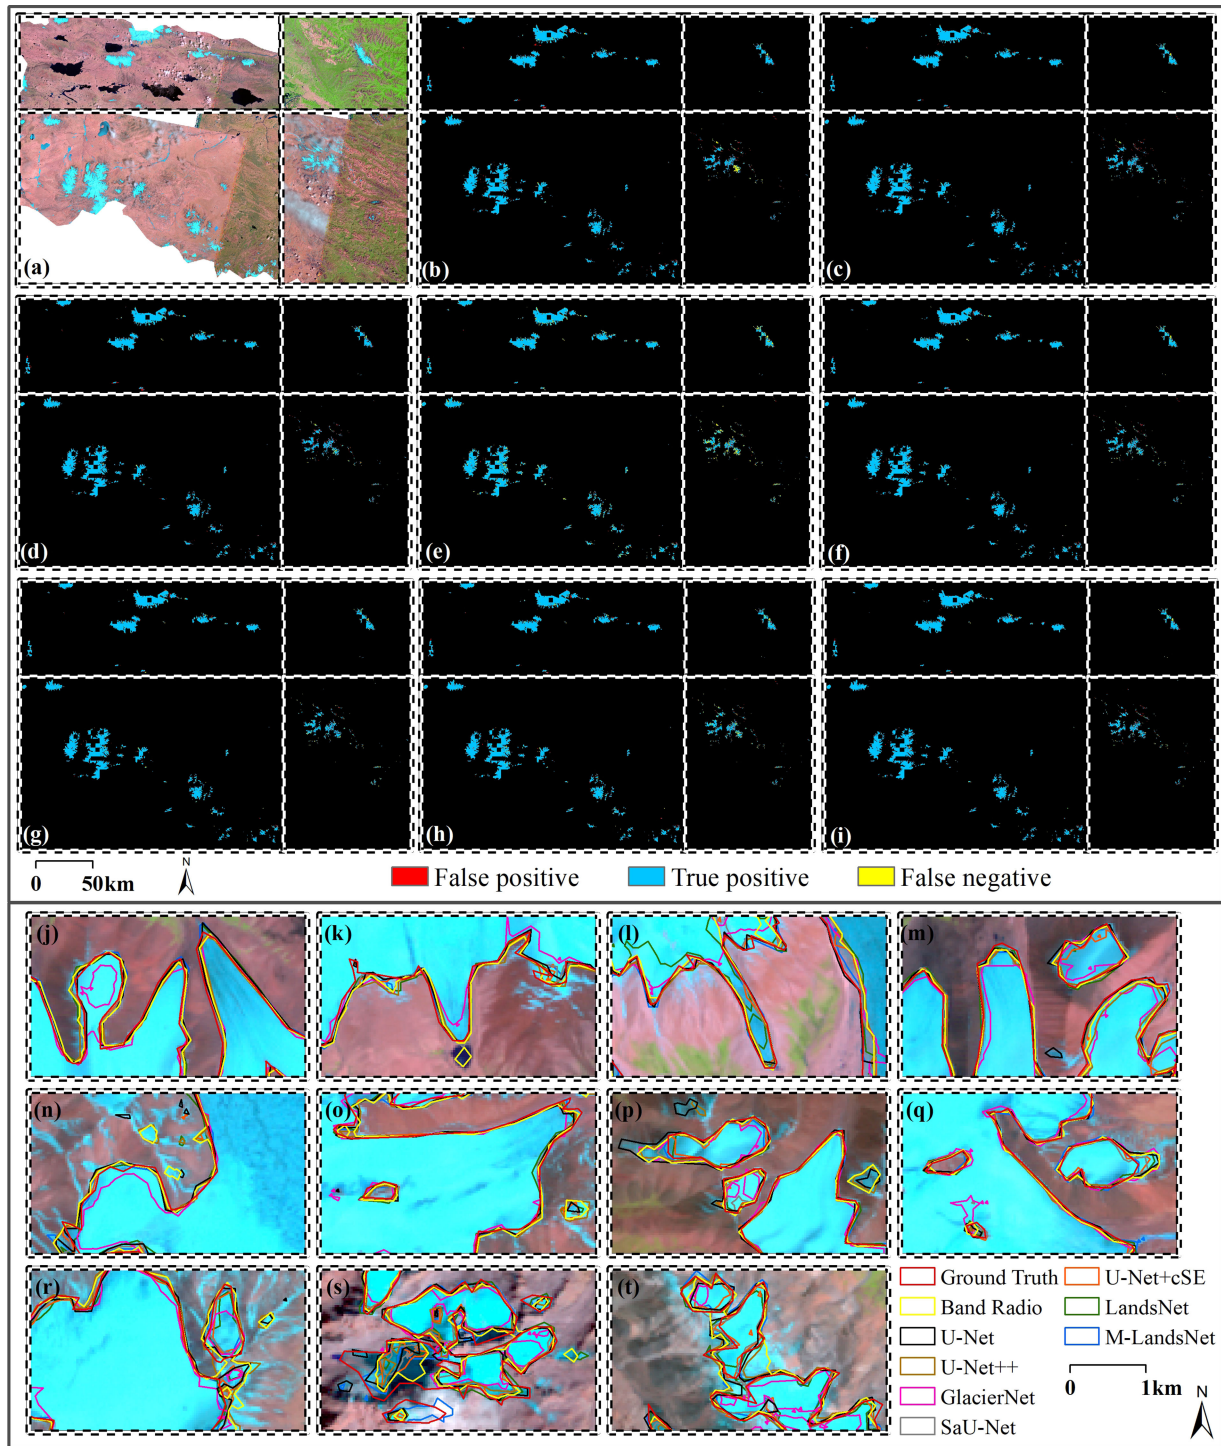 (a)
(b)
(c)
(d)
(e)
(f)
(g)
(h)
(i)
0 50km
N
False positive
True positive
False negative
(j)
(k)
(l)
(m)
(n)
(o)
(p)
(q)
(r)
(s)
(t)
Ground Truth
U-Net+cSE
Band Radio
LandsNet
U-Net
M-LandsNet
U-Net++
GlacierNet
SaU-Net
0 1km
N